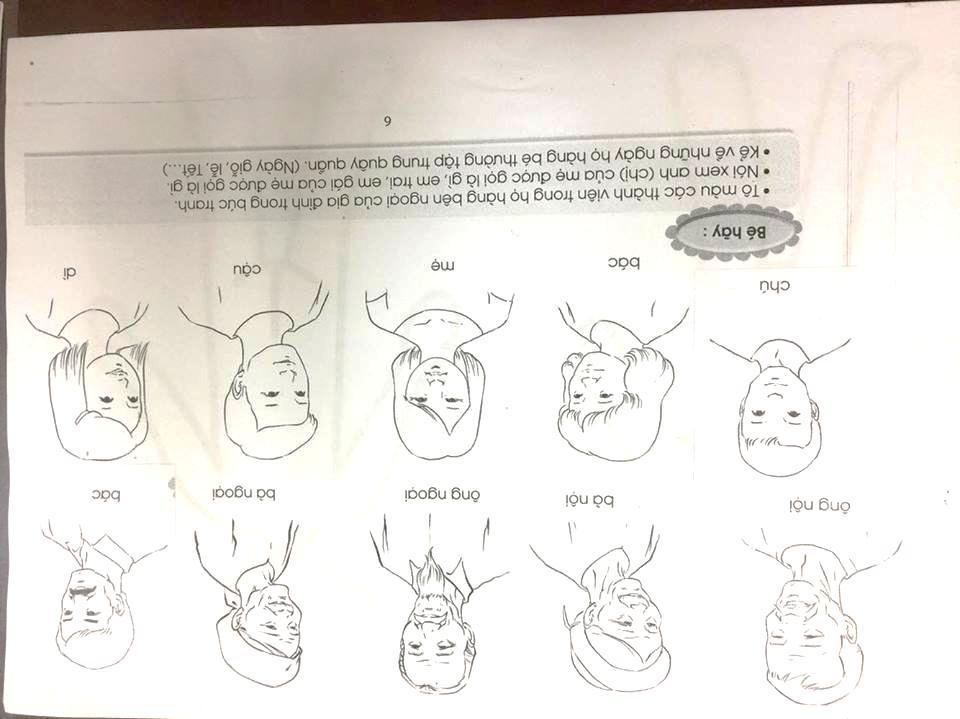 ông nội
bà nội
ông ngoại
bà ngoại
bác
chú
bác
mẹ
cậu
dì
Bé hãy :
• Tô màu các thành viên trong họ hàng bên ngoại của gia đình trong bức tranh.
• Nói xem anh (chị) của mẹ được gọi là gì, em trai, em gái của mẹ được gọi là gì.
• Kể về những ngày họ hàng bé thường tập trung quây quần. (Ngày giỗ, lễ, Tết...)
9